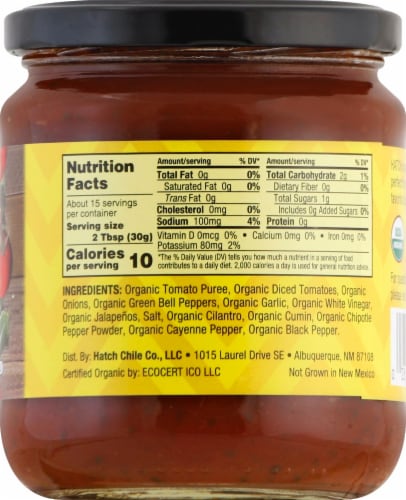 Nutrition
Facts
About 15 servings
per container
Serving size
2 Tbsp (30g)
Calories
per serving 10
Amount/serving % DV*
Total Fat 0g 0%
Saturated Fat 0g 0%
Trans Fat 0g
Cholesterol 0mg 0%
Sodium 100mg 4%
Amount/serving % DV*
Total Carbohydrate 2g 1%
Dietary Fiber 0g 0%
Total Sugars 1g
Includes 0g Added Sugars 0%
Protein 0g
Vitamin D 0mcg 0% • Calcium 0mg 0% • Iron 0mg 0%
Potassium 80mg 2%
*The % Daily Value (DV) tells you how much a nutrient in a serving of food
contributes to a daily diet. 2,000 calories a day is used for general nutrition advice.
INGREDIENTS: Organic Tomato Puree, Organic Diced Tomatoes, Organic
Onions, Organic Green Bell Peppers, Organic Garlic, Organic White Vinegar,
Organic Jalapeños, Salt, Organic Cilantro, Organic Cumin, Organic Chipotle
Pepper Powder, Organic Cayenne Pepper, Organic Black Pepper.
Dist. By: Hatch Chile Co., LLC • 1015 Laurel Drive SE • Albuquerque, NM 87108
Certified Organic by: ECOCERT ICO LLC Not Grown in New Mexico